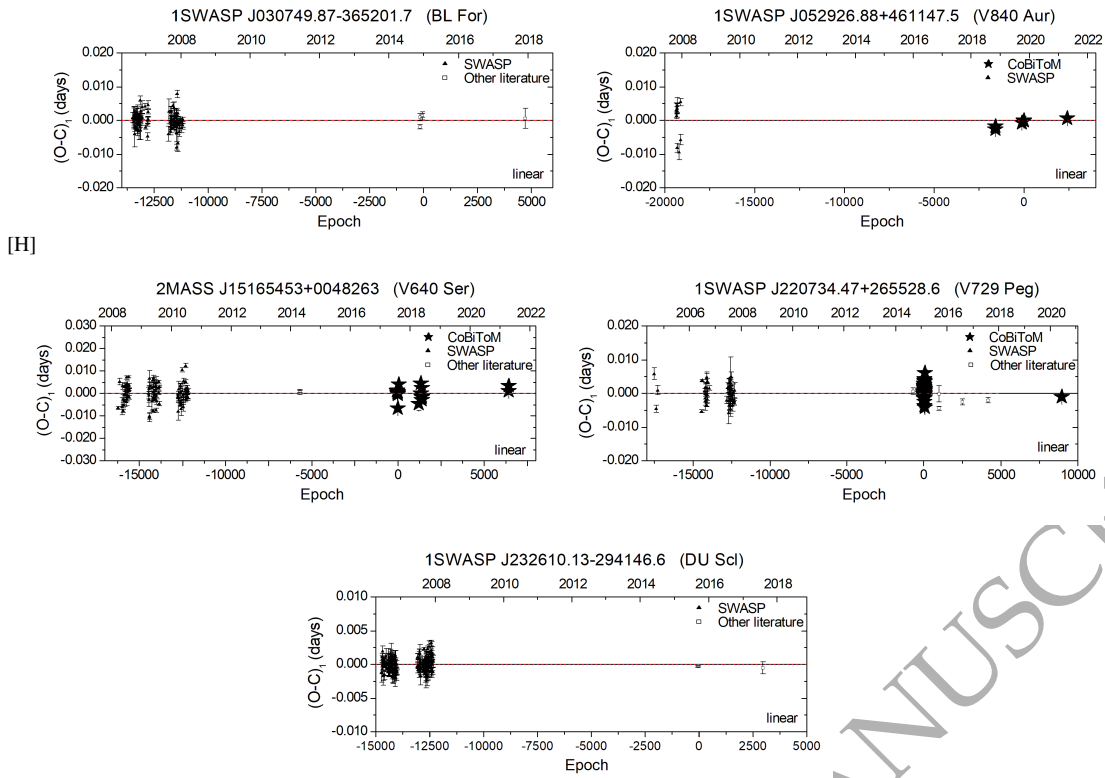 1SWASP J030749.87-365201.7 (BL For)
2008 2010 2012 2014 2016 2018
0.020
0.010
0.000
-0.010
-0.020
(O-C)1 (days)
SWASP
Other literature
linear
-12500 -10000 -7500 -5000 -2500 0 2500 5000
Epoch
1SWASP J052926.88+461147.5 (V840 Aur)
2008 2010 2012 2014 2016 2018 2020 2022
0.020
0.010
0.000
-0.010
-0.020
(O-C)1 (days)
CoBiToM
SWASP
linear
-20000 -15000 -10000 -5000 0
Epoch
[H]
2MASS J15165453+0048263 (V640 Ser)
2008 2010 2012 2014 2016 2018 2020 2022
0.030
0.020
0.010
0.000
-0.010
-0.020
-0.030
(O-C)1 (days)
CoBiToM
SWASP
Other literature
linear
-15000 -10000 -5000 0 5000
Epoch
1SWASP J220734.47+265528.6 (V729 Peg)
2006 2008 2010 2012 2014 2016 2018 2020
0.020
0.010
0.000
-0.010
-0.020
(O-C)1 (days)
CoBiToM
SWASP
Other literature
linear
-15000 -10000 -5000 0 5000 10000
Epoch
1SWASP J232610.13-294146.6 (DU Scl)
2008 2010 2012 2014 2016 2018
0.010
0.005
0.000
-0.005
-0.010
(O-C)1 (days)
SWASP
Other literature
linear
-15000 -12500 -10000 -7500 -5000 -2500 0 2500 5000
Epoch